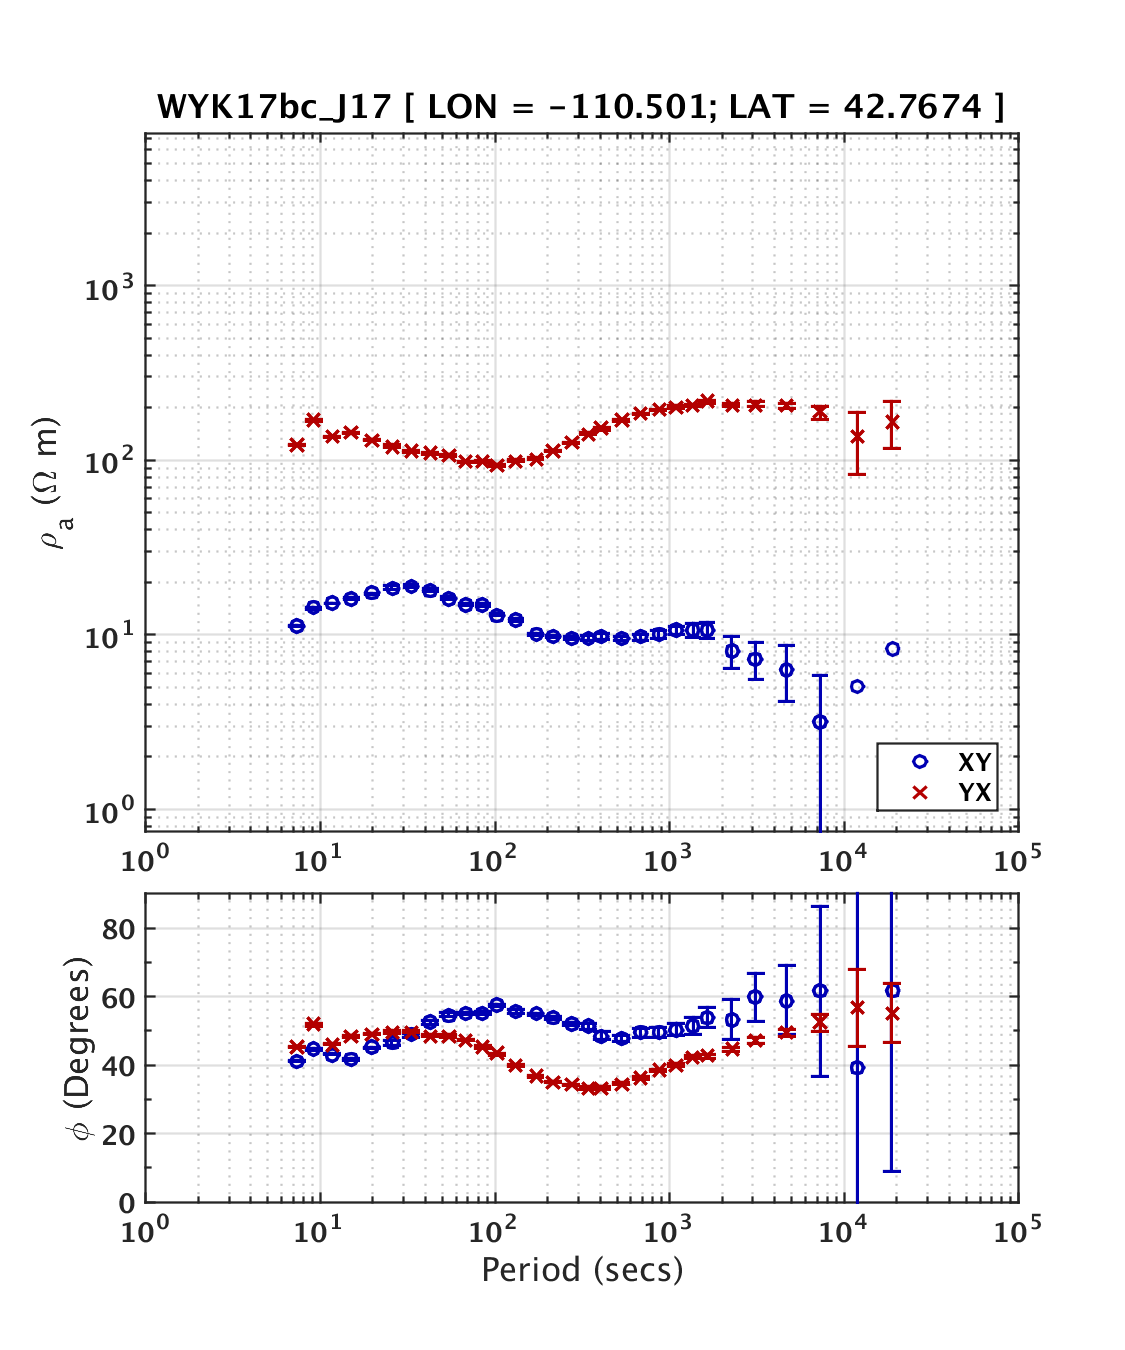 WYK17bc_J17 [ LON = -110.501; LAT = 42.7674 ]
10³
10²
10¹
10⁰
ρₐ (Ω m)
XY
YX
10⁰ 10¹ 10² 10³ 10⁴ 10⁵
80
60
40
20
0
ϕ (Degrees)
10⁰ 10¹ 10² 10³ 10⁴ 10⁵
Period (secs)